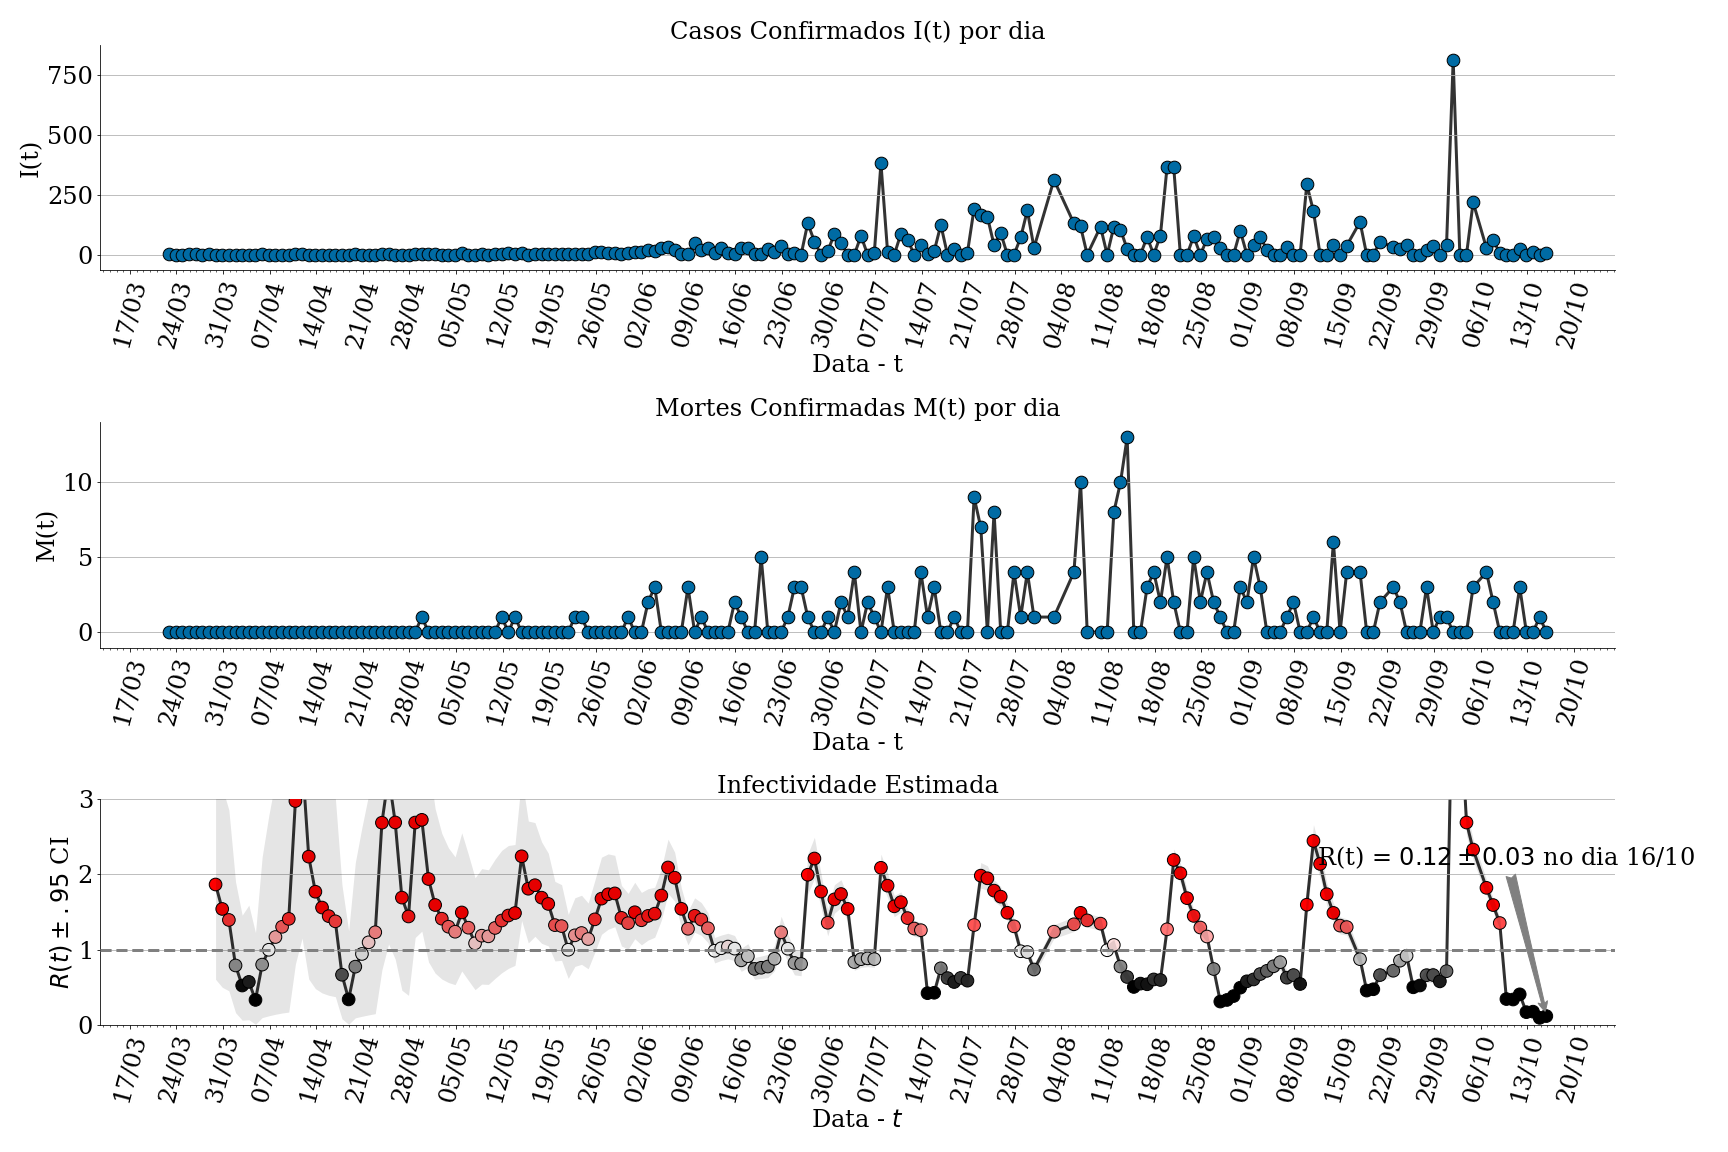 Casos Confirmados I(t) por dia
750
500
250
0
I(t)
17/03 24/03 31/03 07/04 14/04 21/04 28/04 05/05 12/05 19/05 26/05 02/06 09/06 16/06 23/06 30/06 07/07 14/07 21/07 28/07 04/08 11/08 18/08 25/08 01/09 08/09 15/09 22/09 29/09 06/10 13/10 20/10
Data - t
Mortes Confirmadas M(t) por dia
10
5
0
M(t)
17/03 24/03 31/03 07/04 14/04 21/04 28/04 05/05 12/05 19/05 26/05 02/06 09/06 16/06 23/06 30/06 07/07 14/07 21/07 28/07 04/08 11/08 18/08 25/08 01/09 08/09 15/09 22/09 29/09 06/10 13/10 20/10
Data - t
Infectividade Estimada
3
2
1
0
R(t) ± .95 CI
R(t) = 0.12 ± 0.03 no dia 16/10
17/03 24/03 31/03 07/04 14/04 21/04 28/04 05/05 12/05 19/05 26/05 02/06 09/06 16/06 23/06 30/06 07/07 14/07 21/07 28/07 04/08 11/08 18/08 25/08 01/09 08/09 15/09 22/09 29/09 06/10 13/10 20/10
Data - t